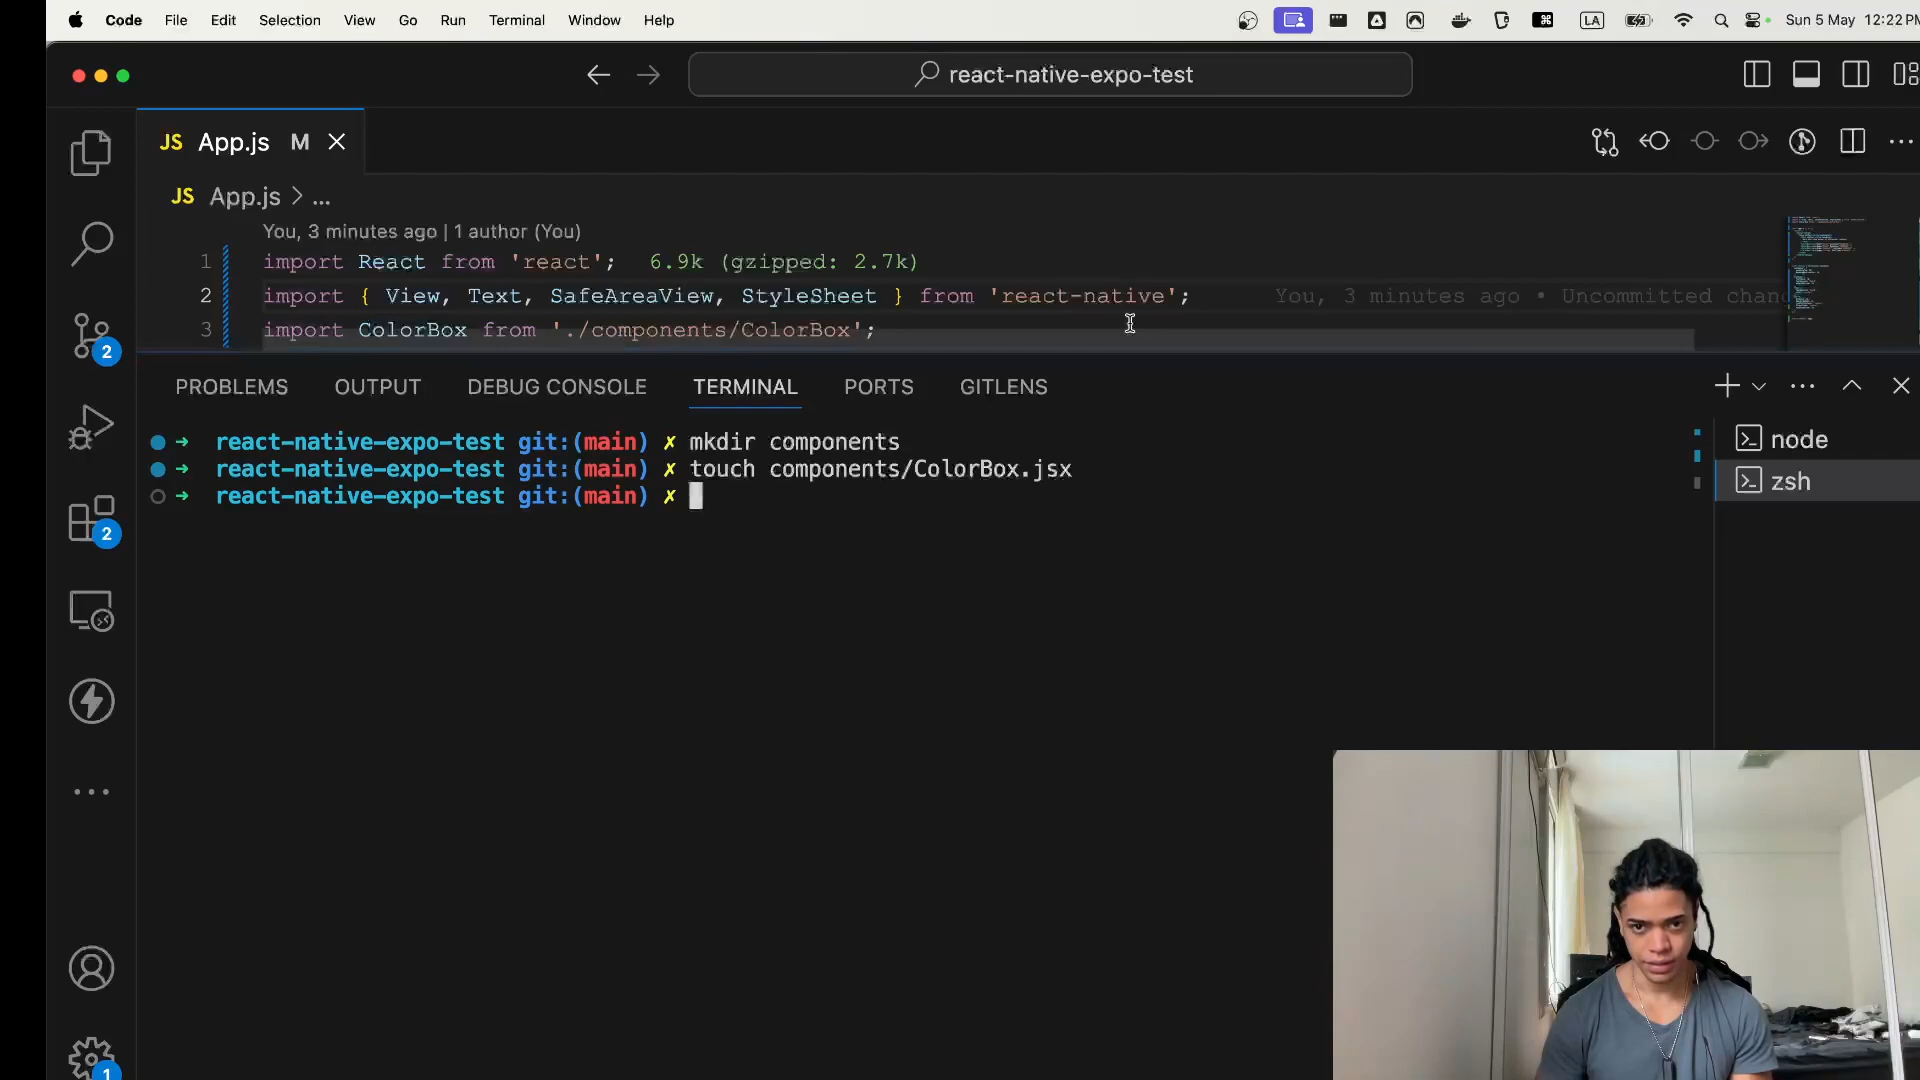 Code File Edit Selection View Go Run Terminal Window Help LA Sun 5 May 12:22PM
react-native-expo-test
JS App.js M
JS App.js > ...
You, 3 minutes ago | 1 author (You)
1 import React from 'react'; 6.9k (gzipped: 2.7k)
2 import { View, Text, SafeAreaView, StyleSheet } from 'react-native'; You, 3 minutes ago • Uncommitted chang
3 import ColorBox from './components/ColorBox';
PROBLEMS OUTPUT DEBUG CONSOLE TERMINAL PORTS GITLENS
➜ react-native-expo-test git:(main) ✗ mkdir components
➜ react-native-expo-test git:(main) ✗ touch components/ColorBox.jsx
➜ react-native-expo-test git:(main) ✗
node
zsh
2
2
1